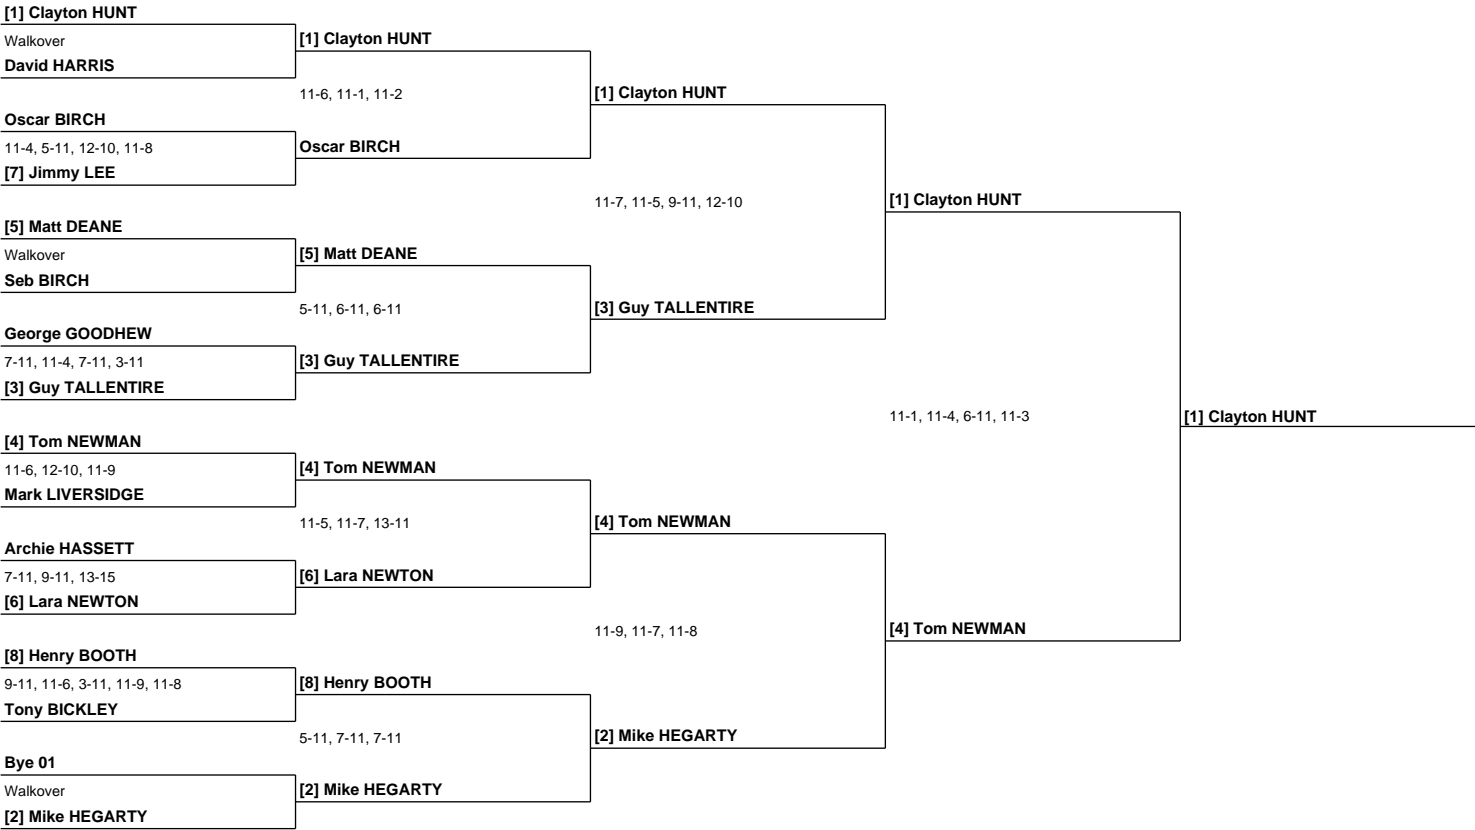 [1] Clayton HUNT
Walkover
David HARRIS
Oscar BIRCH
11-4, 5-11, 12-10, 11-8
[7] Jimmy LEE
[5] Matt DEANE
Walkover
Seb BIRCH
George GOODHEW
7-11, 11-4, 7-11, 3-11
[3] Guy TALLENTIRE
[4] Tom NEWMAN
11-6, 12-10, 11-9
Mark LIVERSIDGE
Archie HASSETT
7-11, 9-11, 13-15
[6] Lara NEWTON
[8] Henry BOOTH
9-11, 11-6, 3-11, 11-9, 11-8
Tony BICKLEY
Bye 01
Walkover
[2] Mike HEGARTY
[1] Clayton HUNT
11-6, 11-1, 11-2
Oscar BIRCH
[5] Matt DEANE
5-11, 6-11, 6-11
[3] Guy TALLENTIRE
[4] Tom NEWMAN
11-5, 11-7, 13-11
[6] Lara NEWTON
[8] Henry BOOTH
5-11, 7-11, 7-11
[2] Mike HEGARTY
[1] Clayton HUNT
11-7, 11-5, 9-11, 12-10
[3] Guy TALLENTIRE
[4] Tom NEWMAN
11-9, 11-7, 11-8
[2] Mike HEGARTY
[1] Clayton HUNT
11-1, 11-4, 6-11, 11-3
[4] Tom NEWMAN
[1] Clayton HUNT